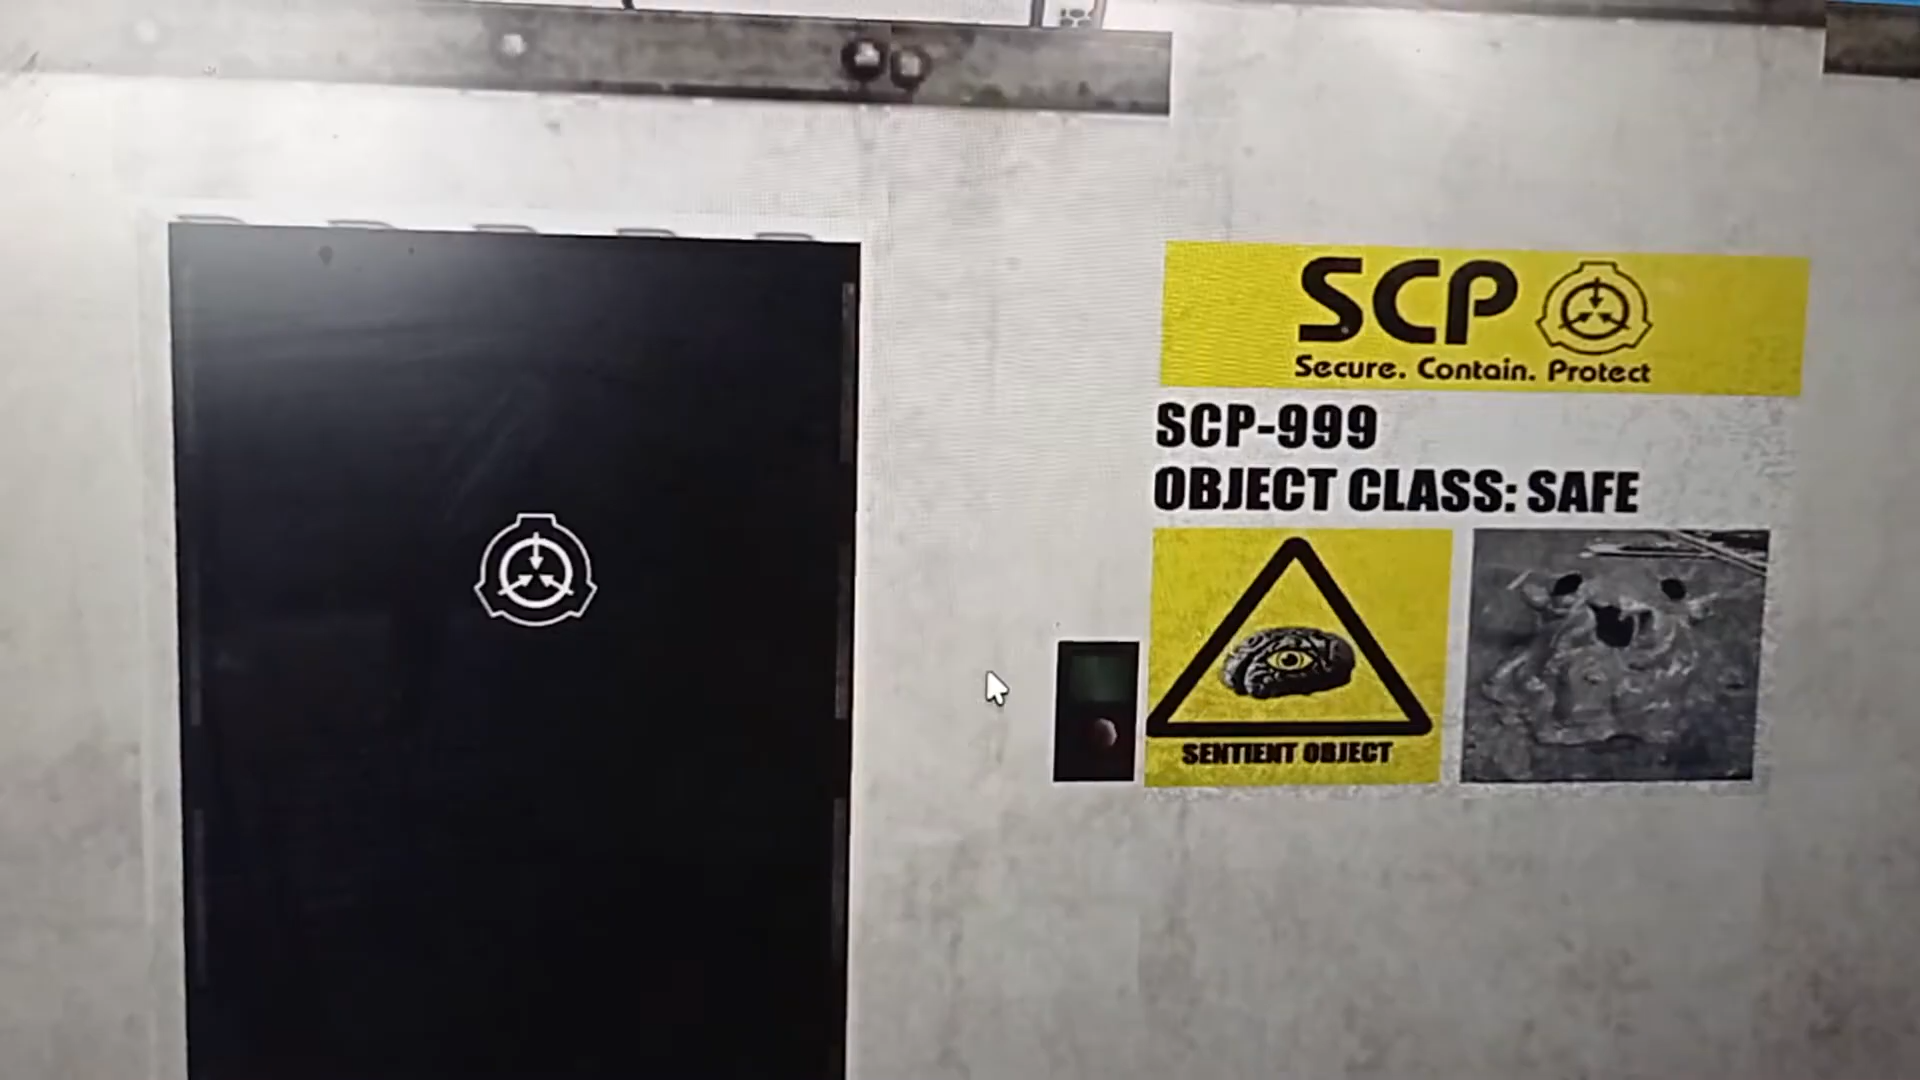 SCP
Secure. Contain. Protect
SCP-999
OBJECT CLASS: SAFE
SENTIENT OBJECT